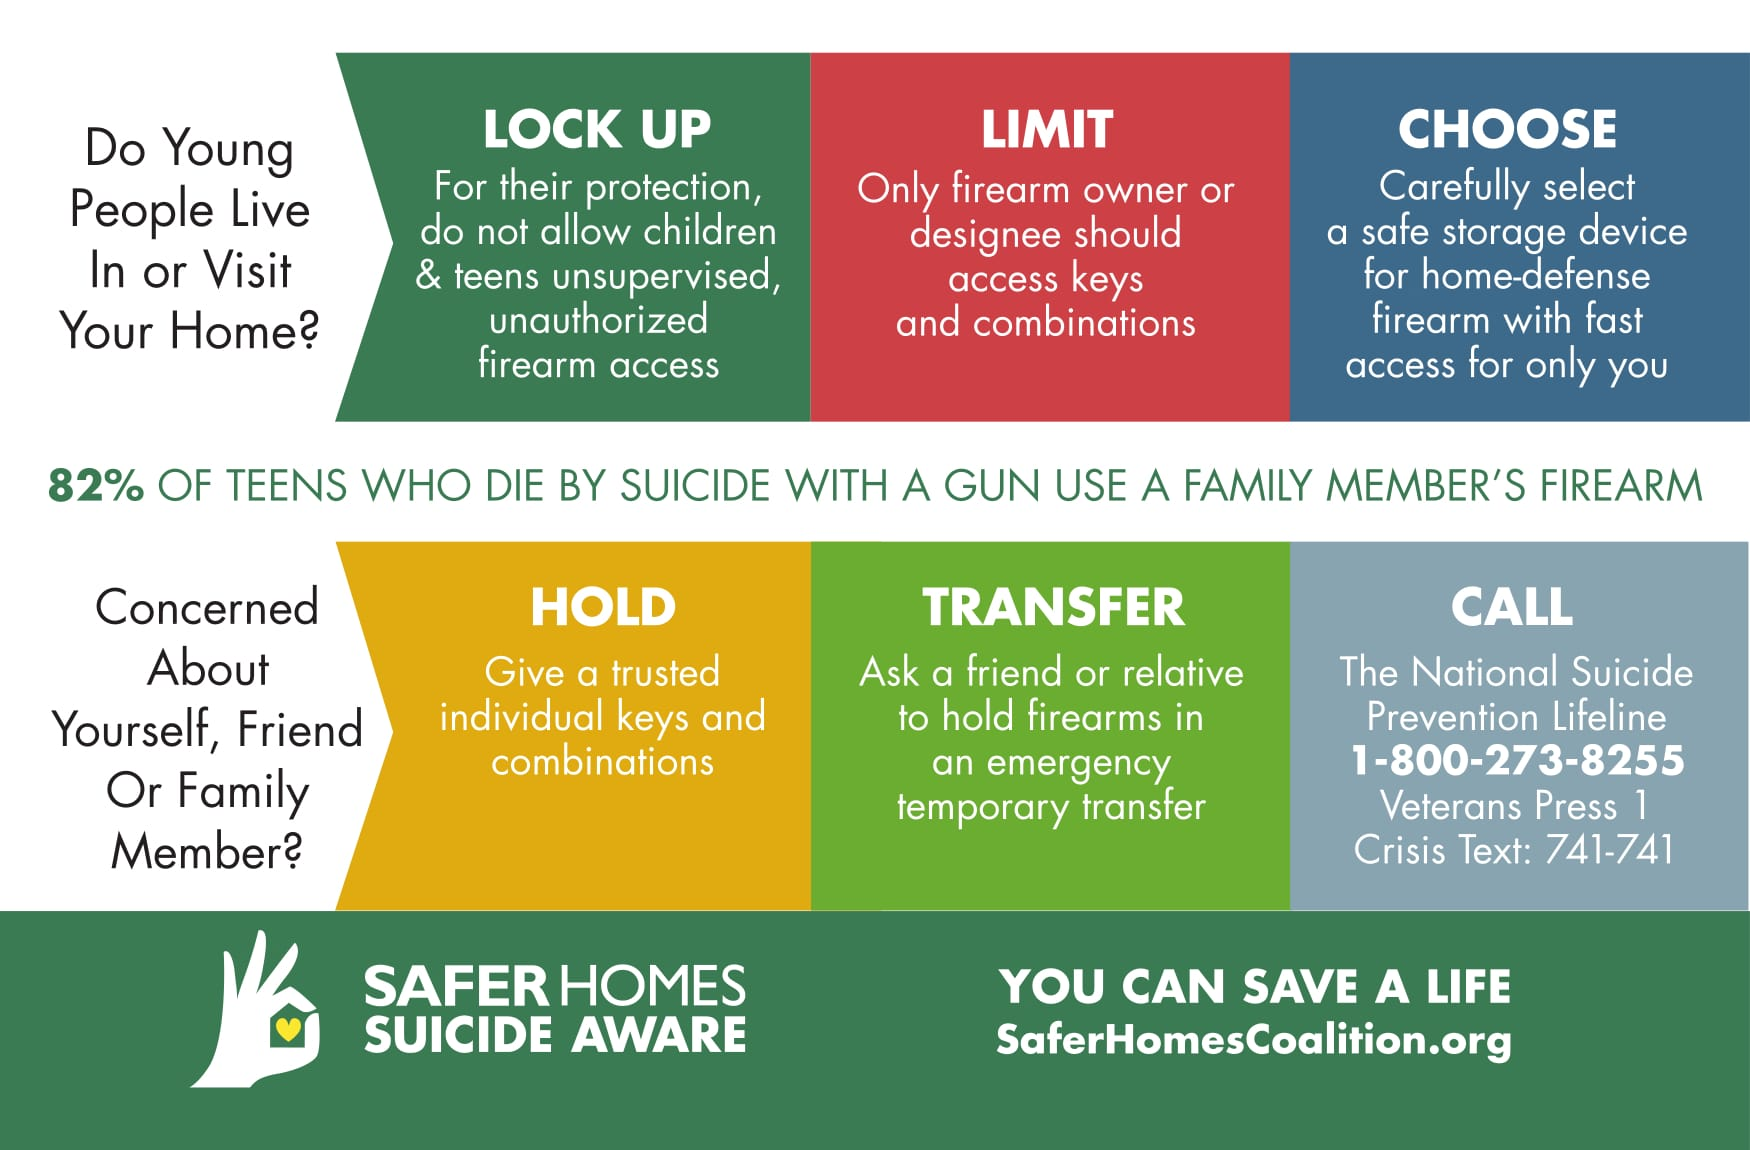 Do Young
People Live
In or Visit
Your Home?
LOCK UP
For their protection,
do not allow children
& teens unsupervised,
unauthorized
firearm access
LIMIT
Only firearm owner or
designee should
access keys
and combinations
CHOOSE
Carefully select
a safe storage device
for home-defense
firearm with fast
access for only you
82% OF TEENS WHO DIE BY SUICIDE WITH A GUN USE A FAMILY MEMBER'S FIREARM
Concerned
About
Yourself, Friend
Or Family
Member?
HOLD
Give a trusted
individual keys and
combinations
TRANSFER
Ask a friend or relative
to hold firearms in
an emergency
temporary transfer
CALL
The National Suicide
Prevention Lifeline
1-800-273-8255
Veterans Press 1
Crisis Text: 741-741
SAFER HOMES
SUICIDE AWARE
YOU CAN SAVE A LIFE
SaferHomesCoalition.org